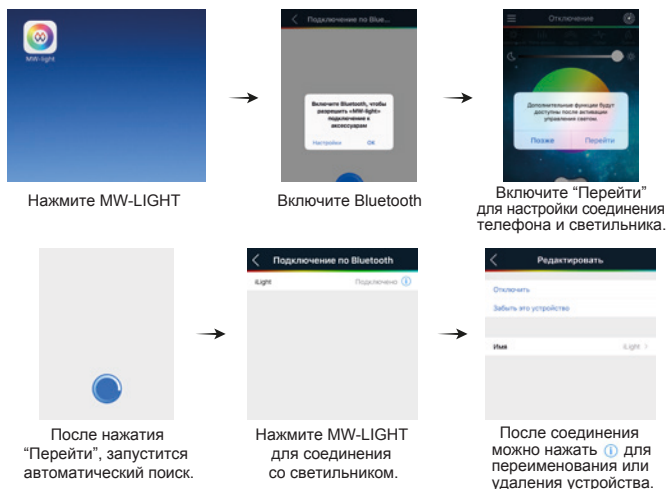 MW-light
Нажмите MW-LIGHT
Подключение по Blue...
Включите Bluetooth, чтобы
разрешить «MW-light»
подключение к
аксессуарам
Настройки OK
Включите Bluetooth
Отключение
Дополнительные функции будут
доступны после активации
управления светом.
Позже Перейти
Включите “Перейти”
для настройки соединения
телефона и светильника.
После нажатия
“Перейти”, запустится
автоматический поиск.
Подключение по Bluetooth
iLight Подключено
Нажмите MW-LIGHT
для соединения
со светильником.
Редактировать
Отключить
Забыть это устройство
Имя iLight
После соединения
можно нажать ⓘ для
переименования или
удаления устройства.